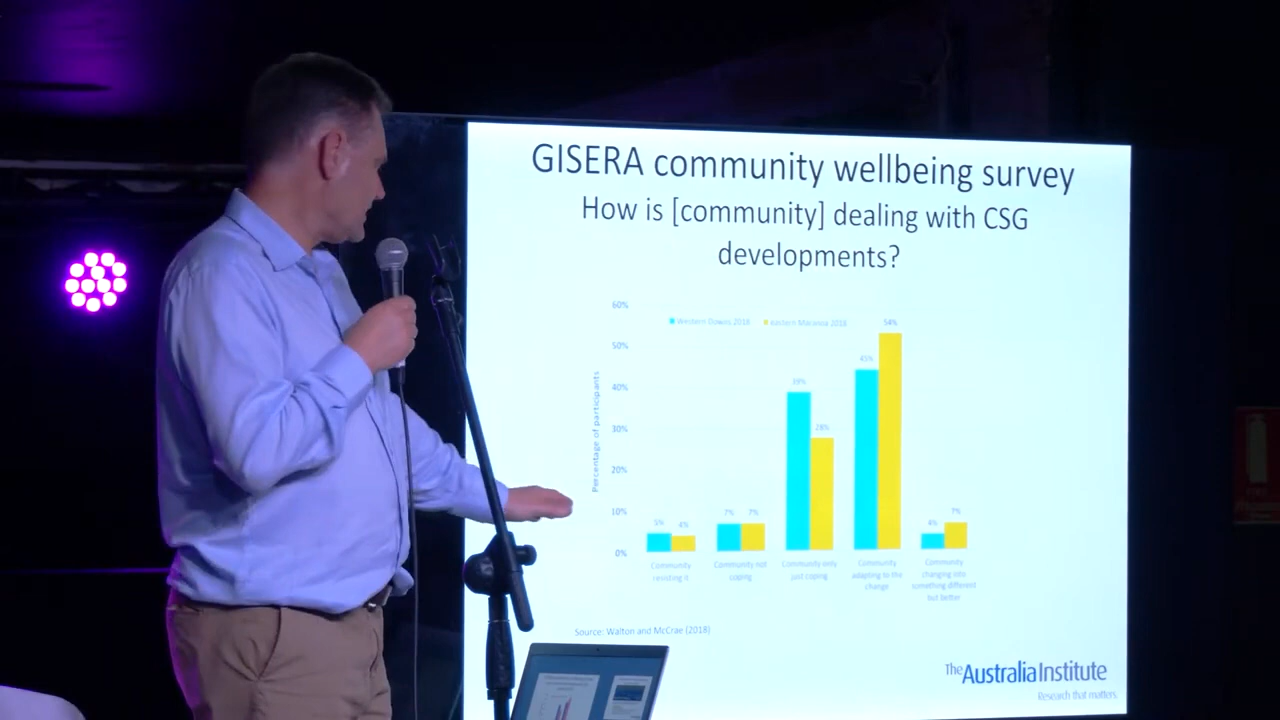 GISERA community wellbeing survey
How is [community] dealing with CSG
developments?
60%
50%
40%
30%
20%
10%
0%
Percentage of participants
Western Downs 2018
eastern Maranoa 2018
5%
4%
7%
7%
39%
28%
45%
54%
4%
7%
Community
resisting it
Community not
coping
Community only
just coping
Community
adapting to the
change
Community
changing into
something different
but better
Source: Walton and McCrae (2018)
The Australia Institute
Research that matters.